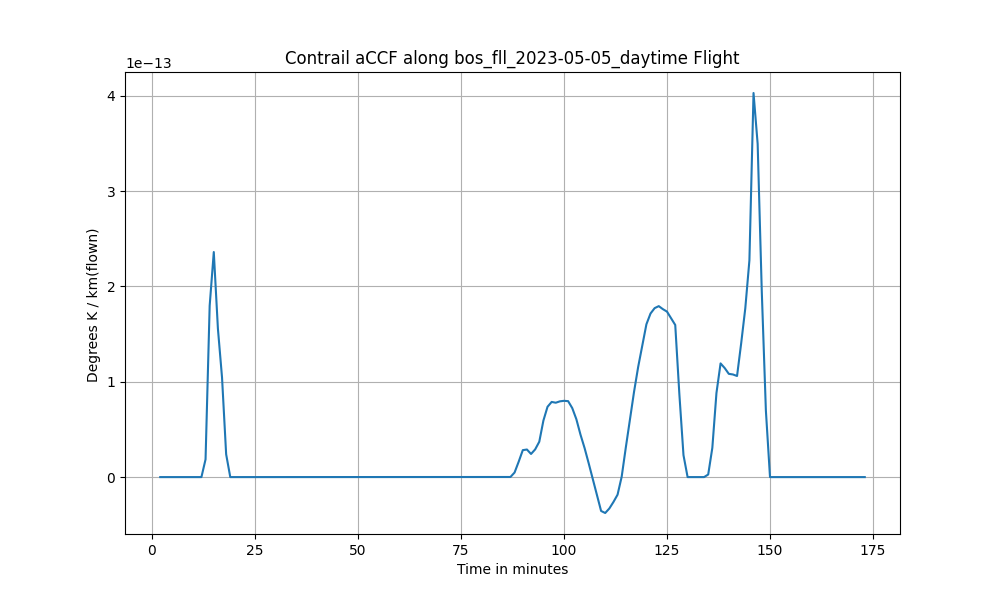 Contrail aCCF along bos_fll_2023-05-05_daytime Flight
1e−13
4
3
2
1
0
Degrees K / km(flown)
0 25 50 75 100 125 150 175
Time in minutes